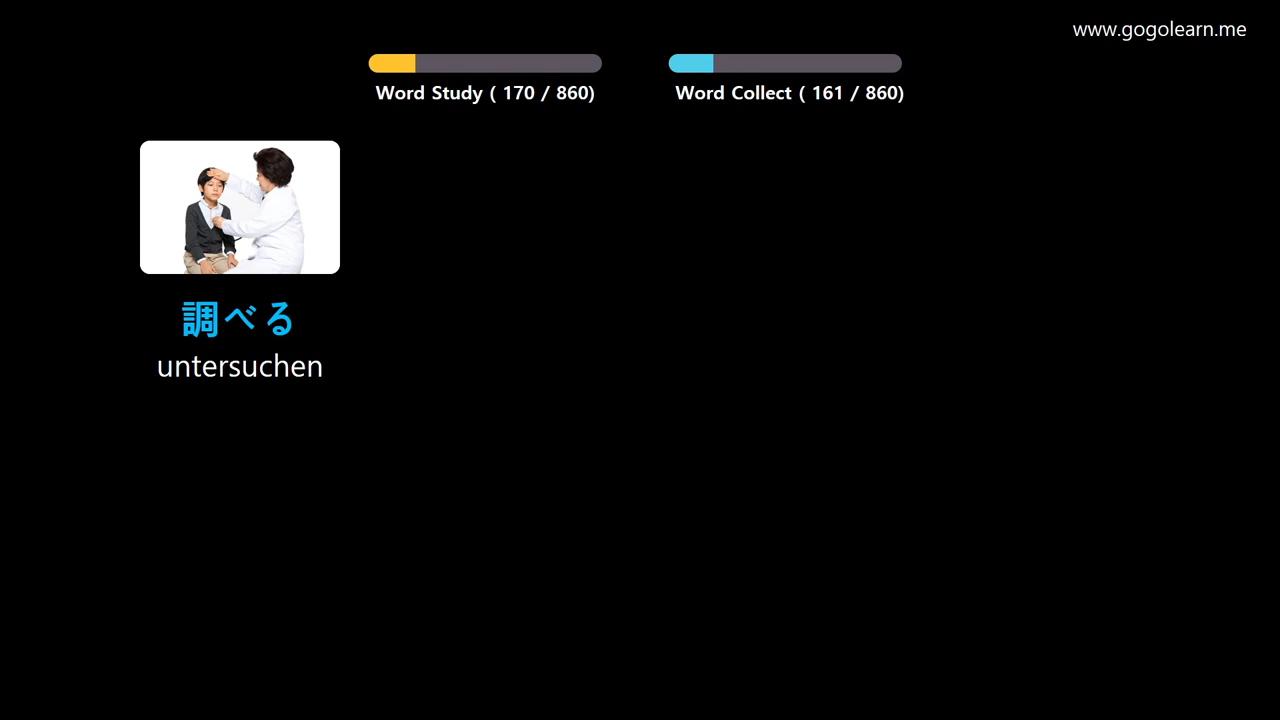 www.gogolearn.me
Word Study ( 170 / 860)
Word Collect ( 161 / 860)
調べる
untersuchen